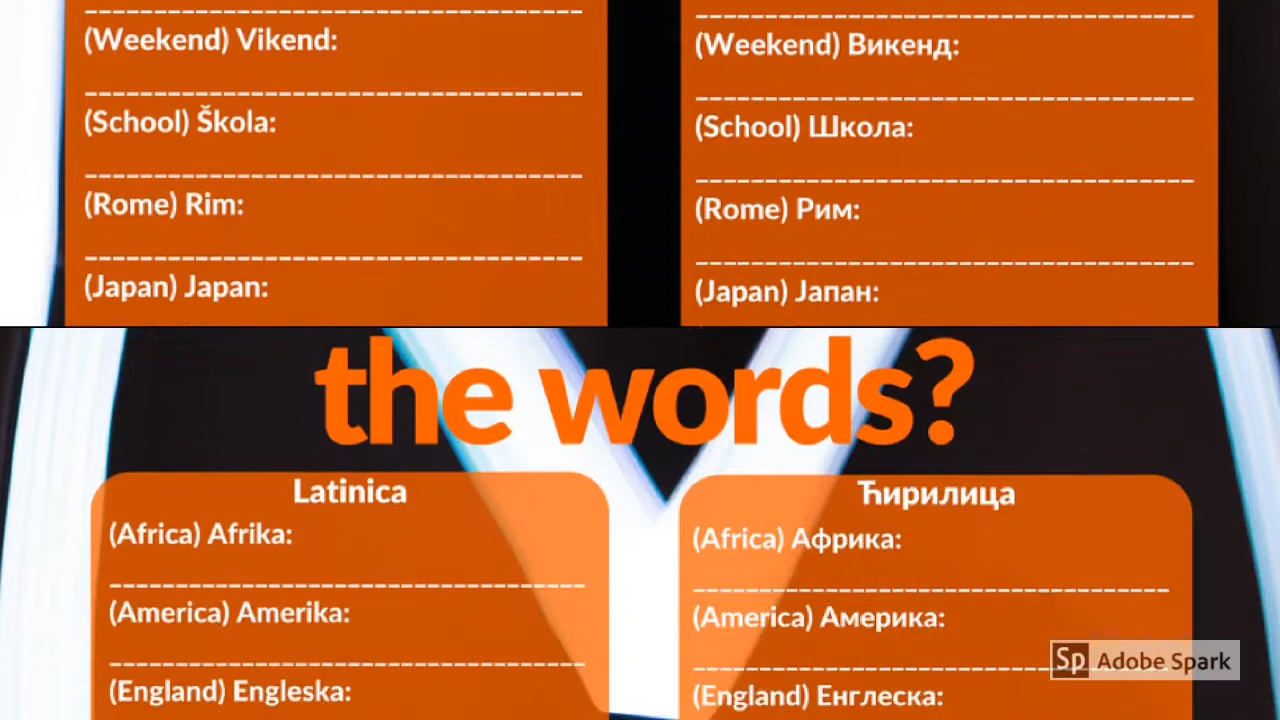 (Weekend) Vikend:
(School) Škola:
(Rome) Rim:
(Japan) Japan:
(Weekend) Викенд:
(School) Школа:
(Rome) Рим:
(Japan) Јапан:
the words?
Latinica
(Africa) Afrika:
(America) Amerika:
(England) Engleska:
Ћирилица
(Africa) Африка:
(America) Америка:
(England) Енглеска:
Sp Adobe Spark